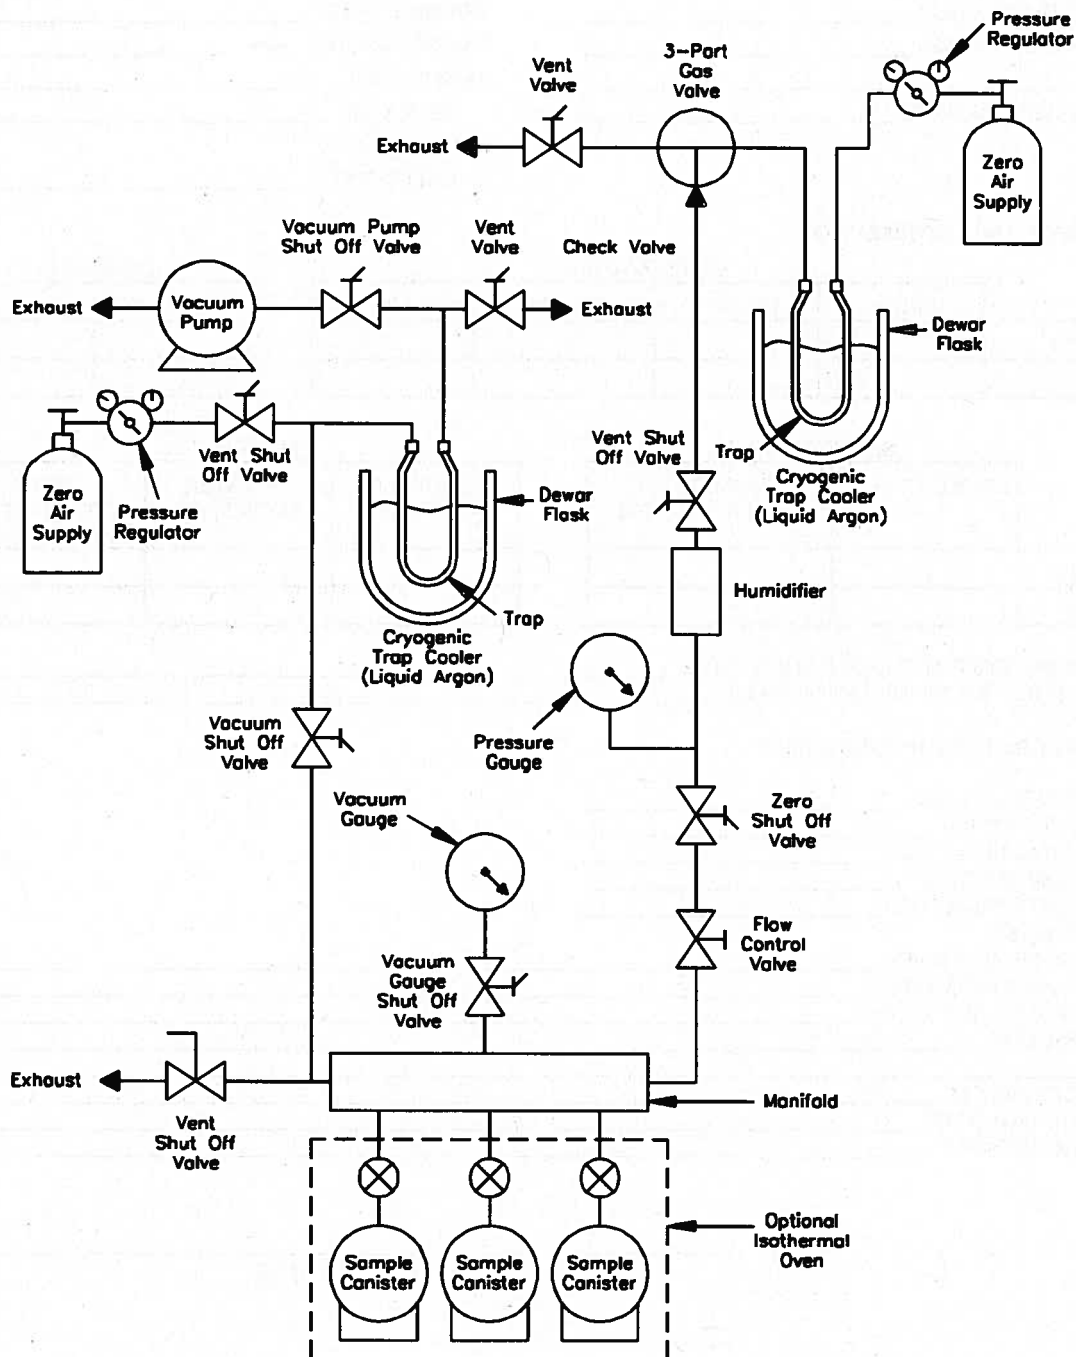 Pressure
Regulator
3-Part
Gas
Valve
Vent
Valve
Exhaust
Zero
Air
Supply
Vacuum Pump
Shut Off Valve
Vent
Valve
Check Valve
Exhaust
Vacuum
Pump
Exhaust
Dewar
Flask
Vent Shut
Off Valve
Trap
Cryogenic
Trap Cooler
(Liquid Argon)
Vent Shut
Off Valve
Zero
Air
Supply
Pressure
Regulator
Dewar
Flask
Trap
Cryogenic
Trap Cooler
(Liquid Argon)
Humidifier
Vacuum
Shut Off
Valve
Pressure
Gauge
Vacuum
Gauge
Zero
Shut Off
Valve
Flow
Control
Valve
Vacuum
Gauge
Shut Off
Valve
Exhaust
Manifold
Vent
Shut Off
Valve
Optional
Isothermal
Oven
Sample
Canister
Sample
Canister
Sample
Canister